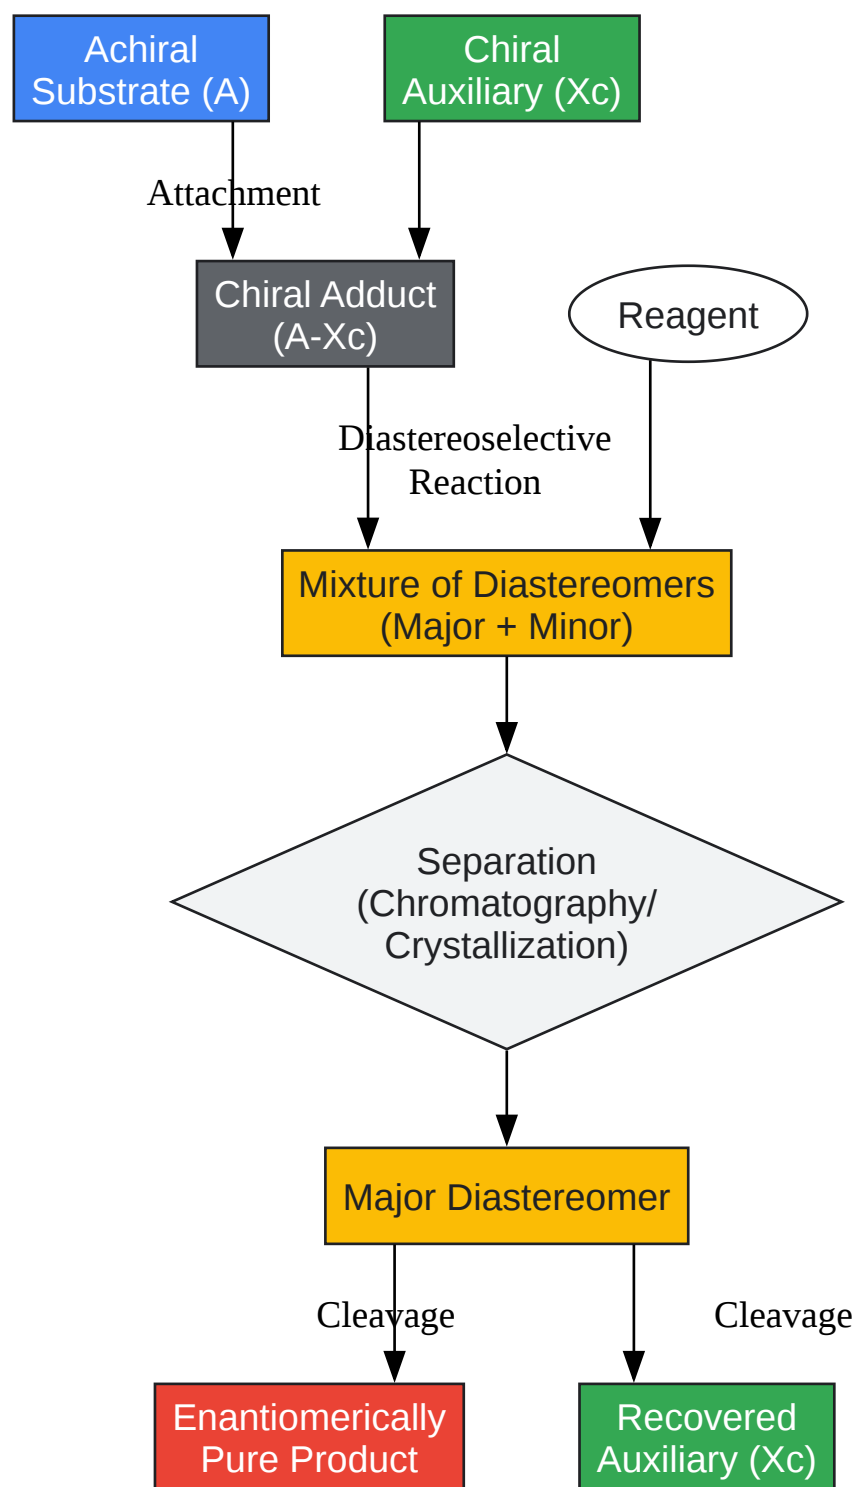 Achiral
Substrate (A)
Chiral
Auxiliary (Xc)
Attachment
Chiral Adduct
(A-Xc)
Reagent
Diastereoselective
Reaction
Mixture of Diastereomers
(Major + Minor)
Separation
(Chromatography/
Crystallization)
Major Diastereomer
Cleavage
Cleavage
Enantiomerically
Pure Product
Recovered
Auxiliary (Xc)